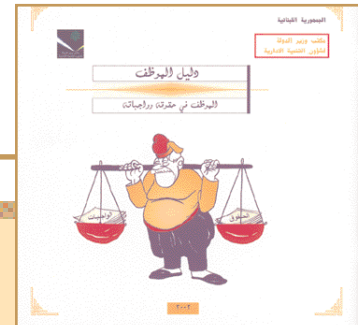 الجمهورية اللبنانية
مكتب وزير الدولة
لشؤون التنمية الادارية
دليل الموظف
الموظف في حقوقه وواجباته
الحقوق
الواجبات
٢٠٠٢